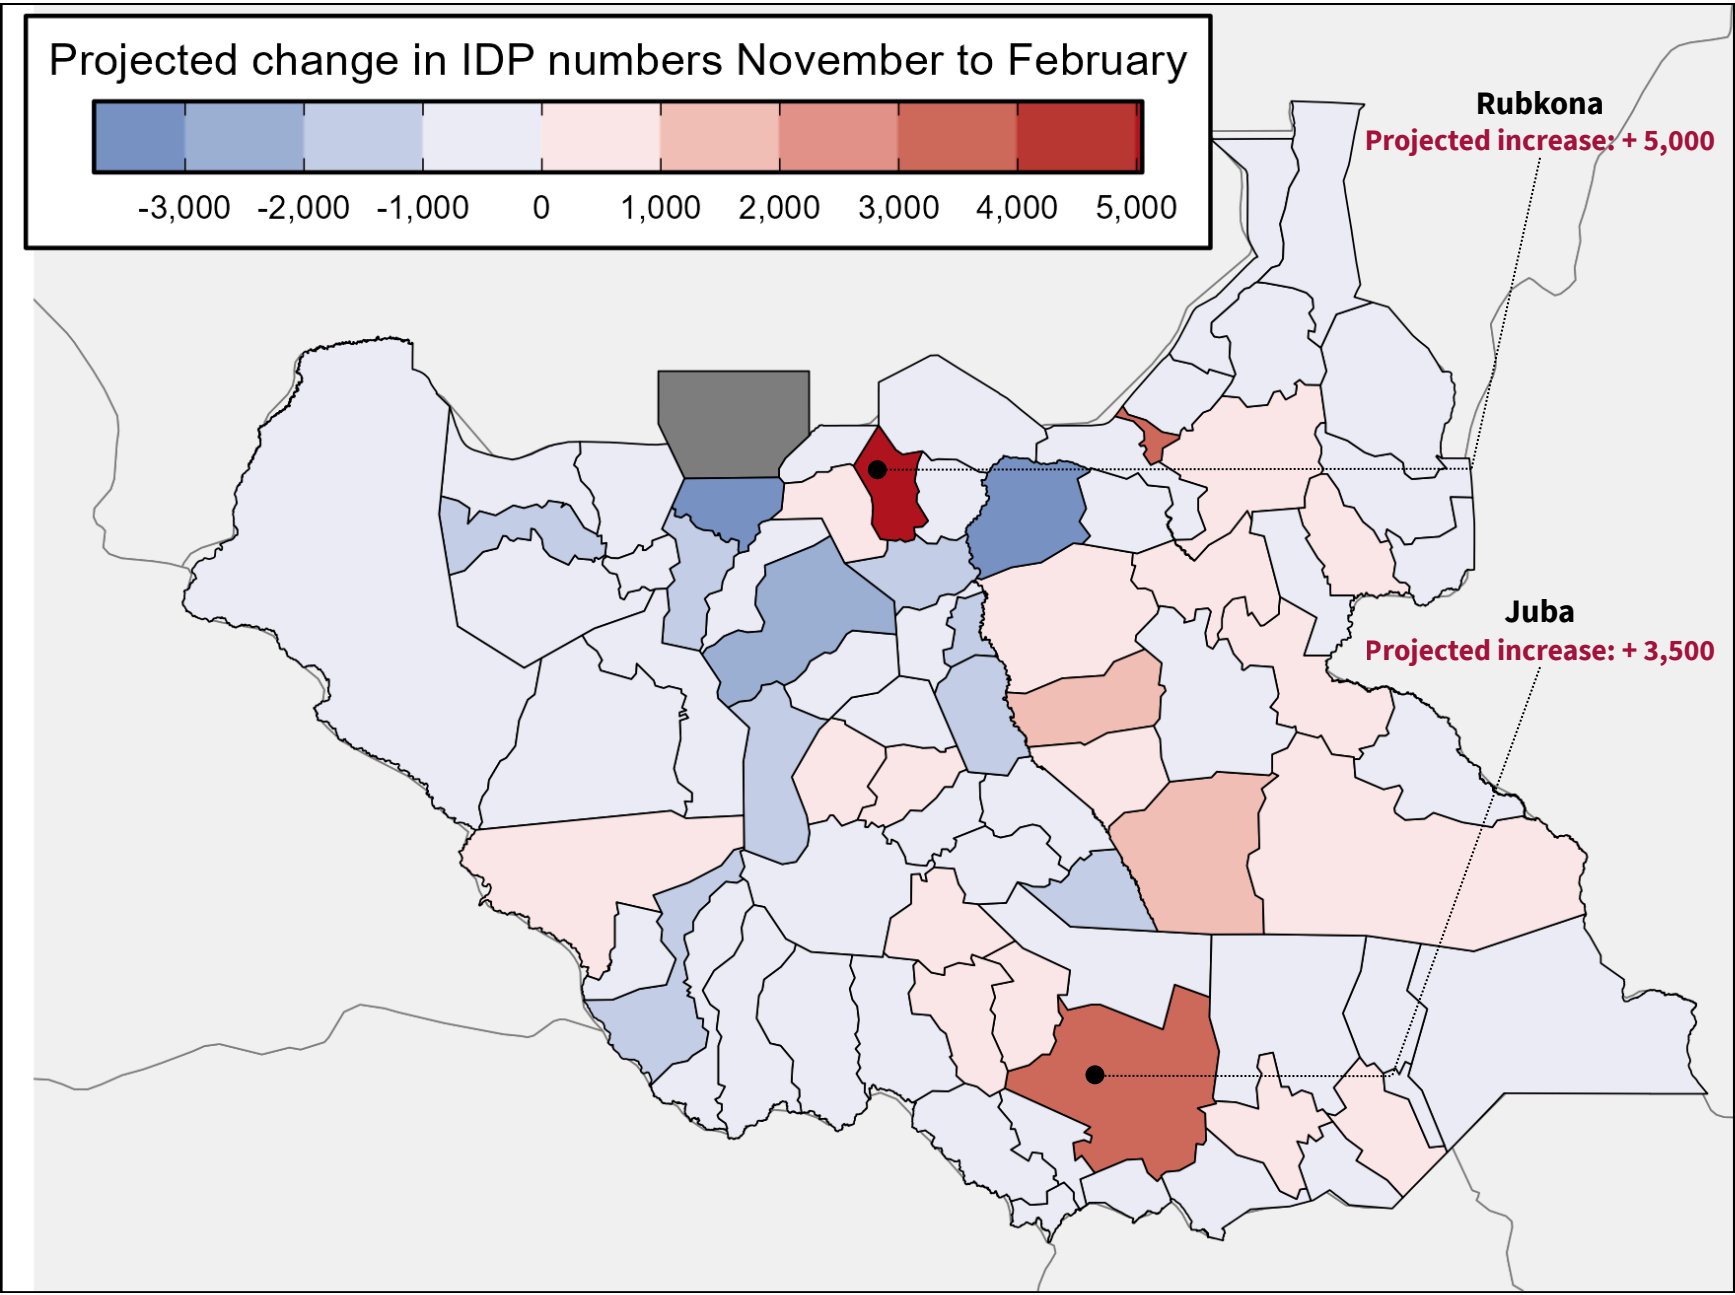 Projected change in IDP numbers November to February
-3,000 -2,000 -1,000 0 1,000 2,000 3,000 4,000 5,000
Rubkona
Projected increase: + 5,000
Juba
Projected increase: + 3,500